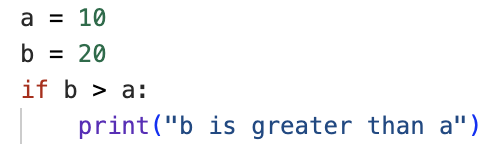 a = 10
b = 20
if b > a:
    print("b is greater than a")